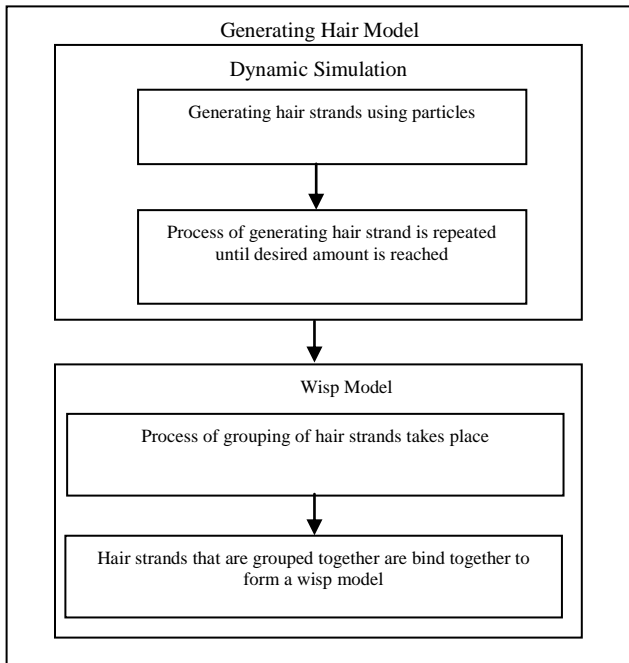 Generating Hair Model
Dynamic Simulation
Generating hair strands using particles
Process of generating hair strand is repeated
until desired amount is reached
Wisp Model
Process of grouping of hair strands takes place
Hair strands that are grouped together are bind together to
form a wisp model